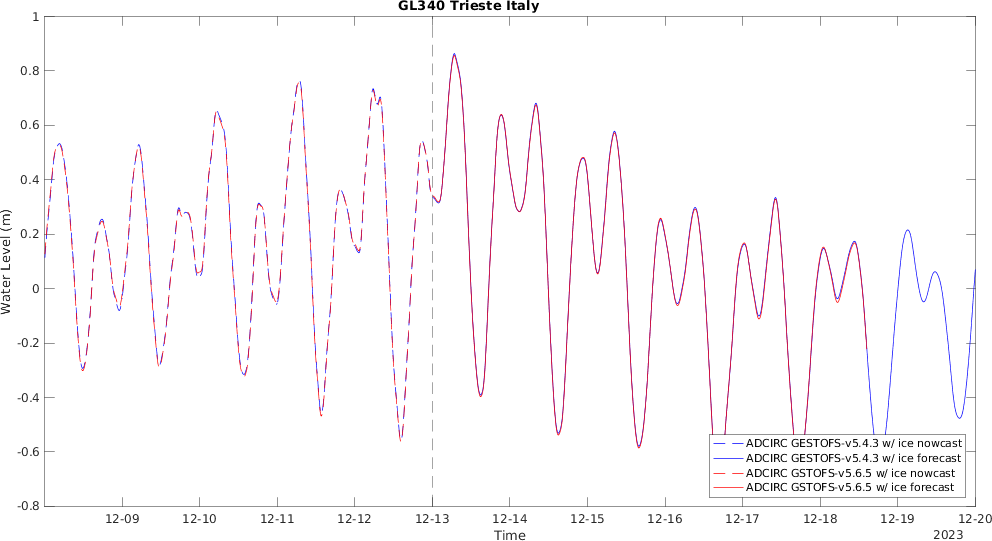 GL340 Trieste Italy
1
0.8
0.6
0.4
0.2
0
-0.2
-0.4
-0.6
-0.8
Water Level (m)
ADCIRC GESTOFS-v5.4.3 w/ ice nowcast
ADCIRC GESTOFS-v5.4.3 w/ ice forecast
ADCIRC GSTOFS-v5.6.5 w/ ice nowcast
ADCIRC GSTOFS-v5.6.5 w/ ice forecast
12-09 12-10 12-11 12-12 12-13 12-14 12-15 12-16 12-17 12-18 12-19 12-20
Time
2023